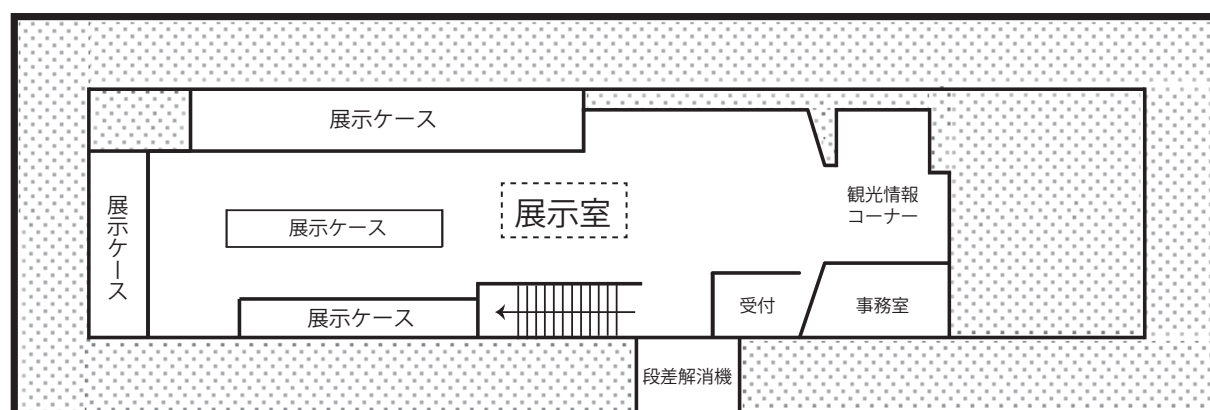 展示ケース
展示ケース
展示室
観光情報
コーナー
展示ケース
展示ケース
受付
事務室
段差解消機